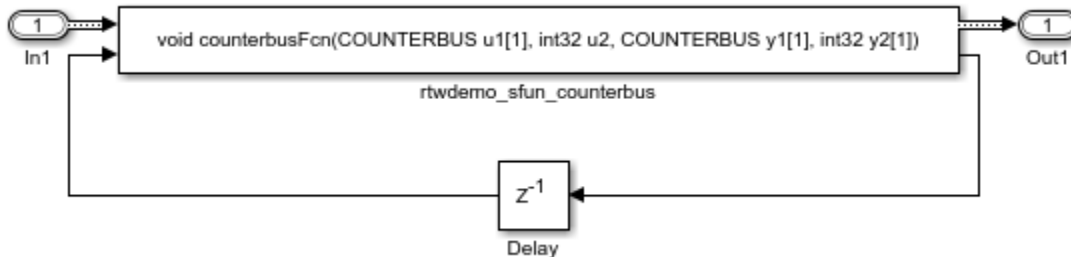 1
void counterbusFcn(COUNTERBUS u1[1], int32 u2, COUNTERBUS y1[1], int32 y2[1])
1
In1
Out1
rtwdemo_sfun_counterbus
Z-1
Delay